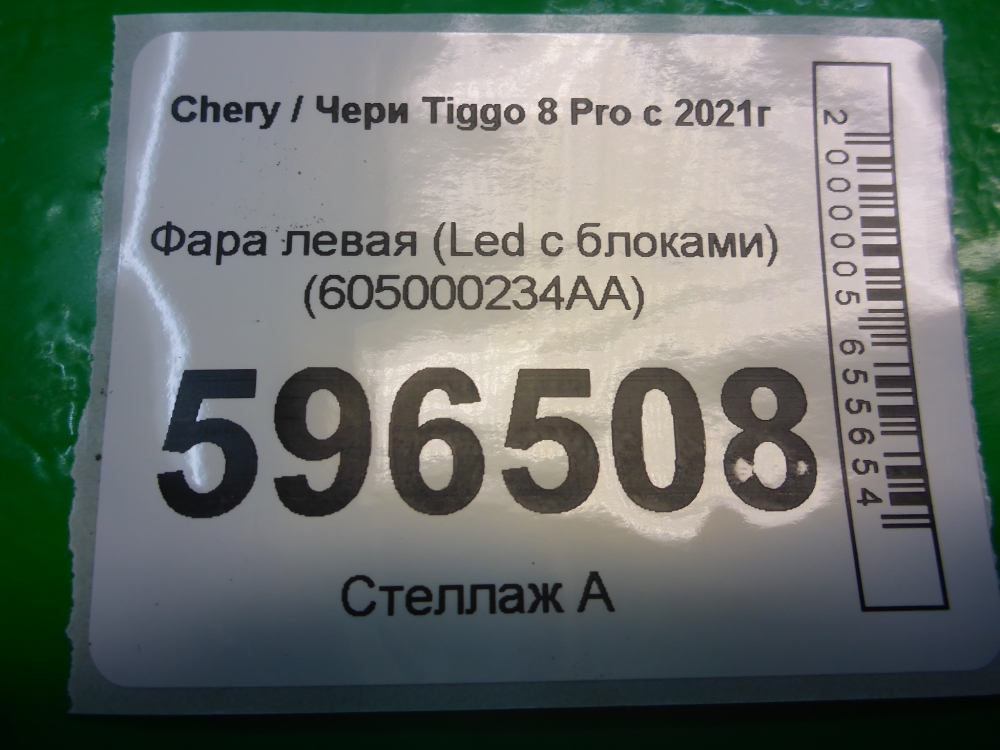 Chery / Чери Tiggo 8 Pro с 2021г
Фара левая (Led с блоками)
(605000234AA)
596508
Стеллаж А
2 000005 655654